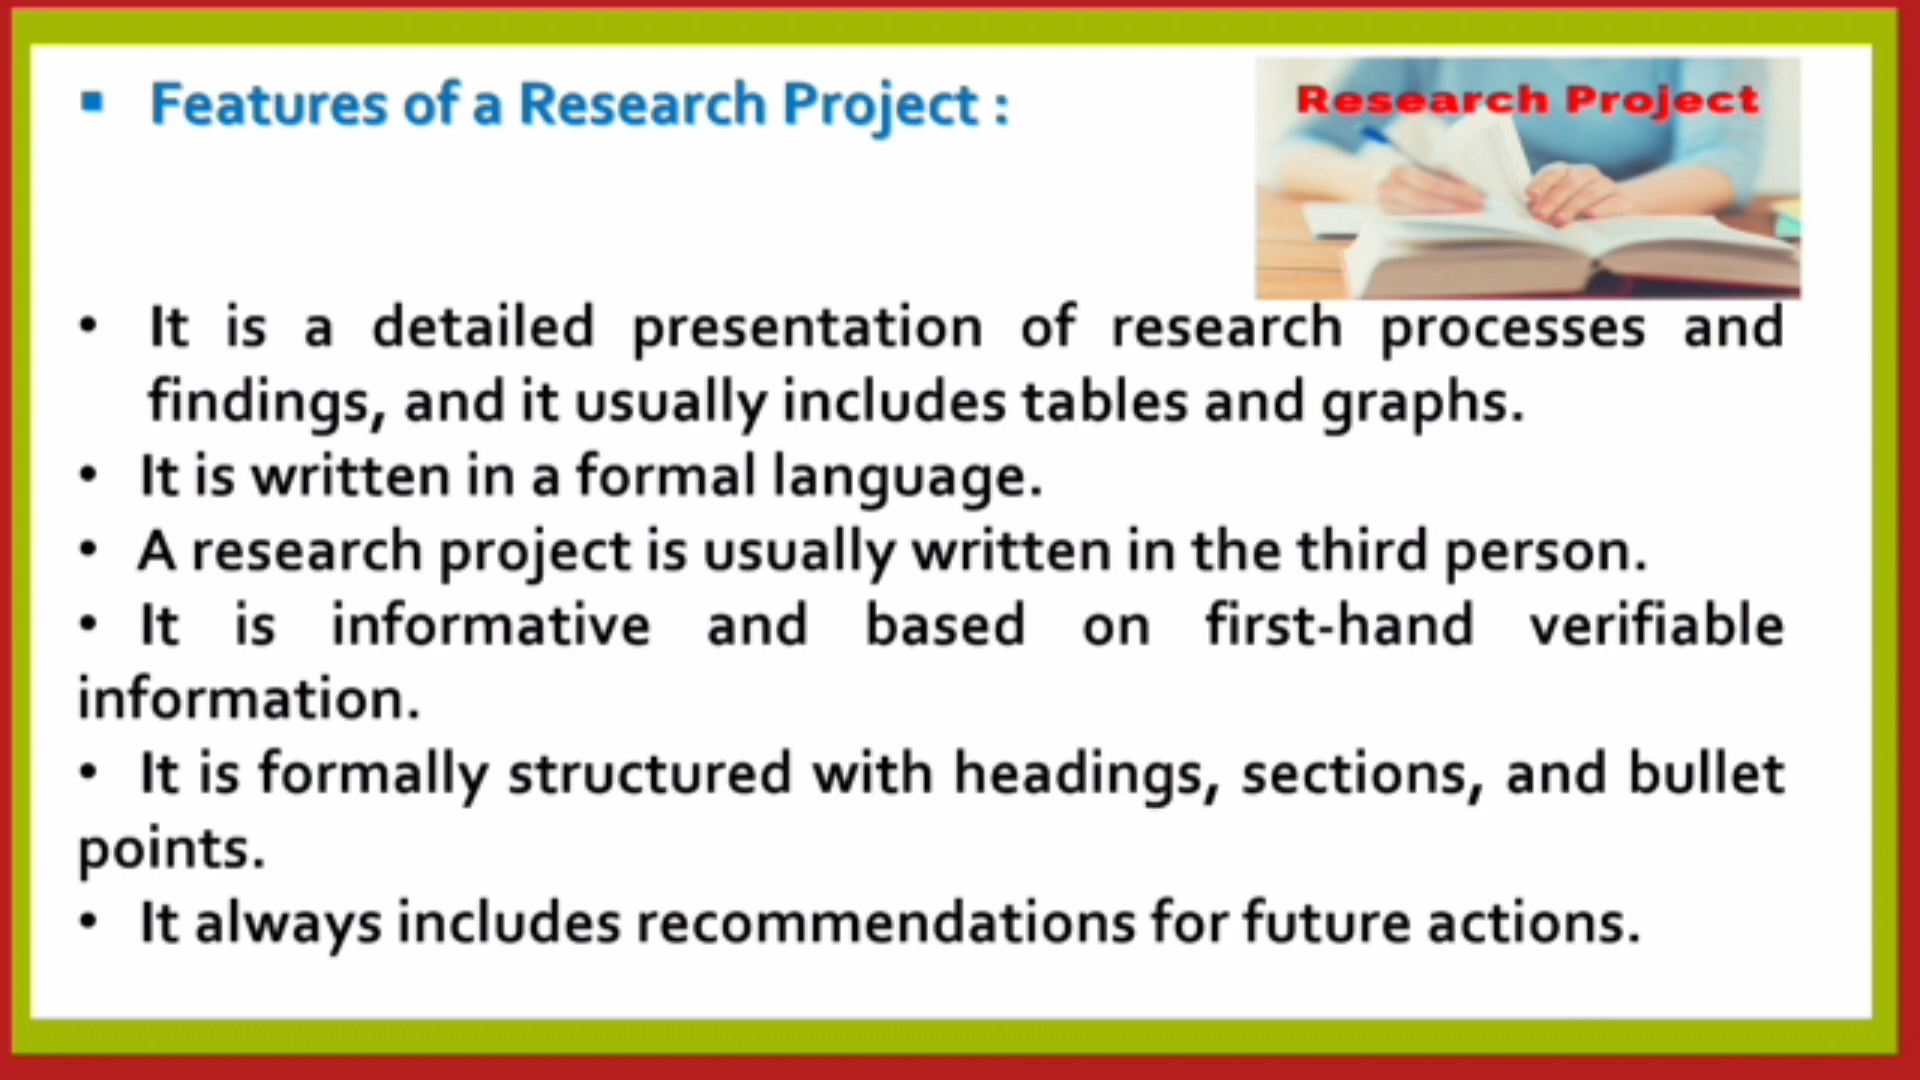 ▪ Features of a Research Project :
Research Project
• It is a detailed presentation of research processes and
findings, and it usually includes tables and graphs.
• It is written in a formal language.
• A research project is usually written in the third person.
• It is informative and based on first-hand verifiable
information.
• It is formally structured with headings, sections, and bullet
points.
• It always includes recommendations for future actions.